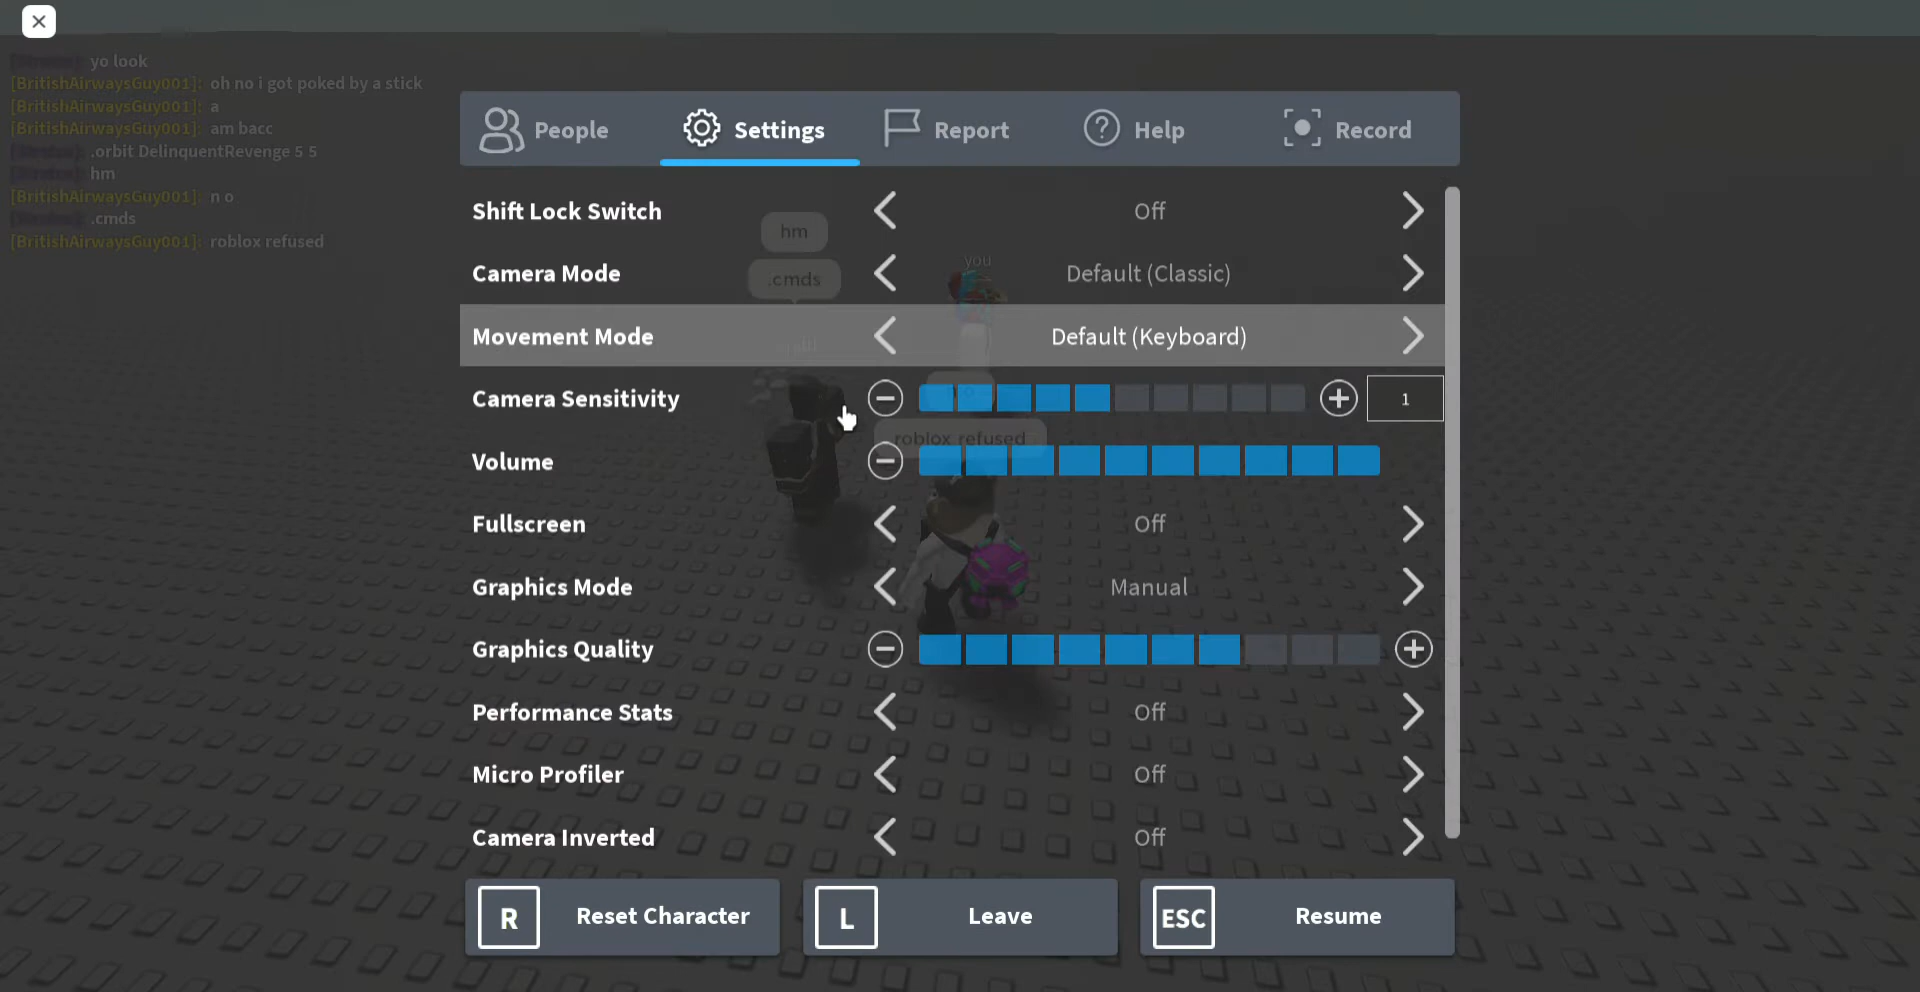 yo look
[BritishAirwaysGuy001]: oh no i got poked by a stick
[BritishAirwaysGuy001]: a
[BritishAirwaysGuy001]: am bacc
.orbit DelinquentRevenge 5 5
hm
[BritishAirwaysGuy001]: n o
.cmds
[BritishAirwaysGuy001]: roblox refused
People
Settings
Report
Help
Record
Shift Lock Switch Off
hm
you
Camera Mode Default (Classic)
.cmds
Movement Mode Default (Keyboard)
Camera Sensitivity 1
roblox refused
Volume
Fullscreen Off
Graphics Mode Manual
Graphics Quality
Performance Stats Off
Micro Profiler Off
Camera Inverted Off
R Reset Character
L Leave
ESC Resume